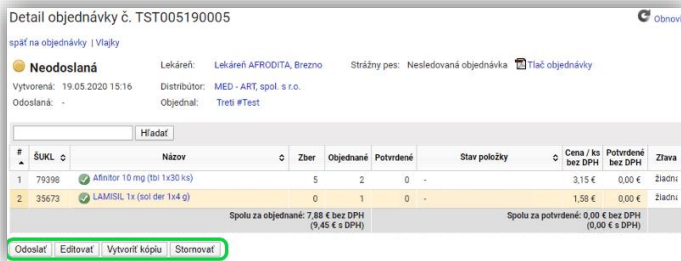 Detail objednávky č. TST005190005
Obnovi
späť na objednávky | Vlajky
Neodoslaná
Lekáreň: Lekáreň AFRODITA, Brezno
Strážny pes: Nesledovaná objednávka Tlač objednávky
Vytvorená: 19.05.2020 15:16
Distribútor: MED - ART, spol. s r.o.
Odoslaná: -
Objednal: Treti #Test
Hľadať
# ŠUKL Názov Zber Objednané Potvrdené Stav položky Cena / ks bez DPH Potvrdené bez DPH Zľava
1 79398 Afinitor 10 mg (tbl 1x30 ks) 5 2 0 - 3,15 € 0,00 € žiadna
2 35673 LAMISIL 1x (sol der 1x4 g) 0 1 0 - 1,58 € 0,00 € žiadna
Spolu za objednané: 7,88 € bez DPH Spolu za potvrdené: 0,00 € bez DPH
(9,45 € s DPH) (0,00 € s DPH)
Odoslať Editovať Vytvoriť kópiu Stornovať